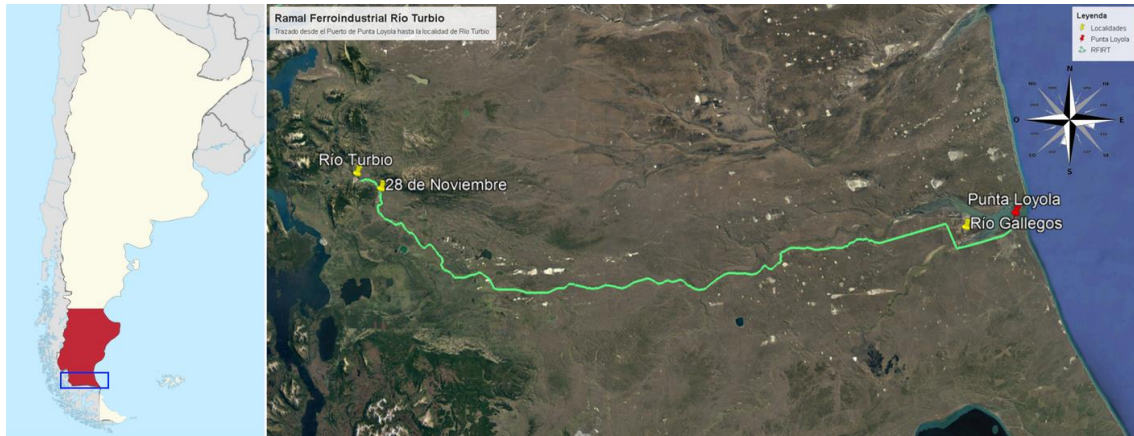 Ramal Ferroindustrial Río Turbio
Trazado desde el Puerto de Punta Loyola hasta la localidad de Río Turbio
Leyenda
Localidades
Punta Loyola
RFIRT
N
O
E
S
Río Turbio
28 de Noviembre
Punta Loyola
Río Gallegos